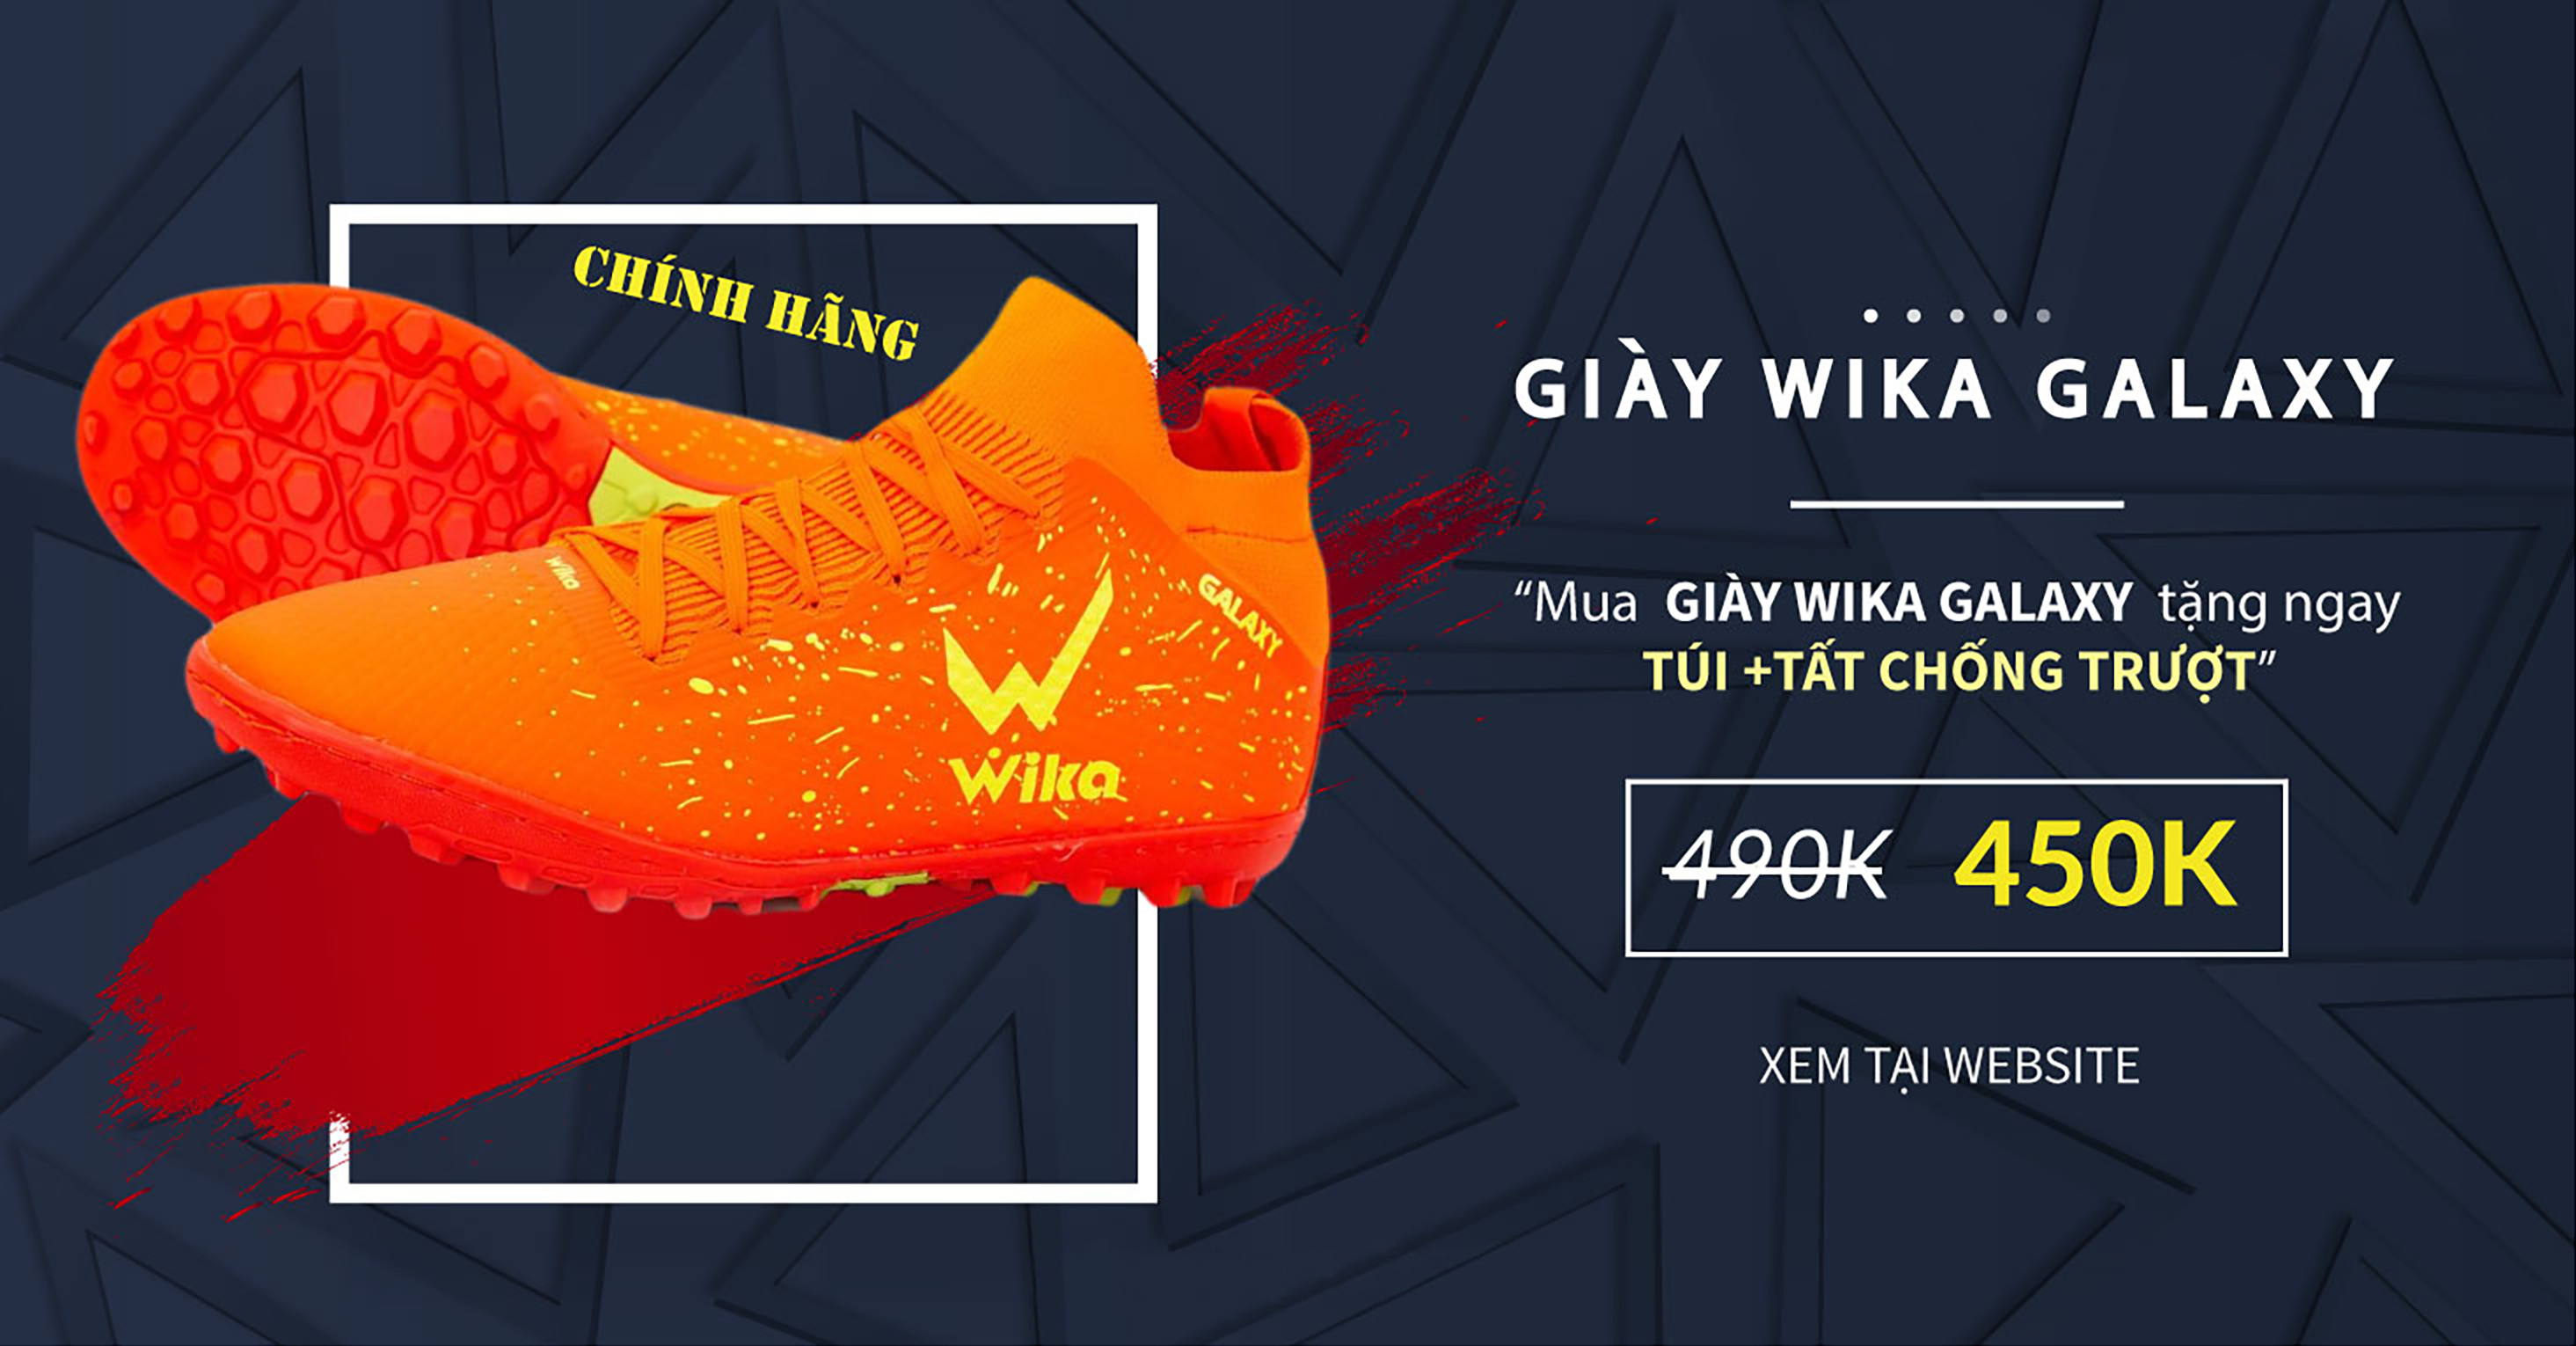 CHÍNH HÃNG
Wika
GALAXY
Wika
GIÀY WIKA GALAXY
“Mua GIÀY WIKA GALAXY tặng ngay
TÚI +TẤT CHỐNG TRƯỢT”
490K 450K
XEM TẠI WEBSITE